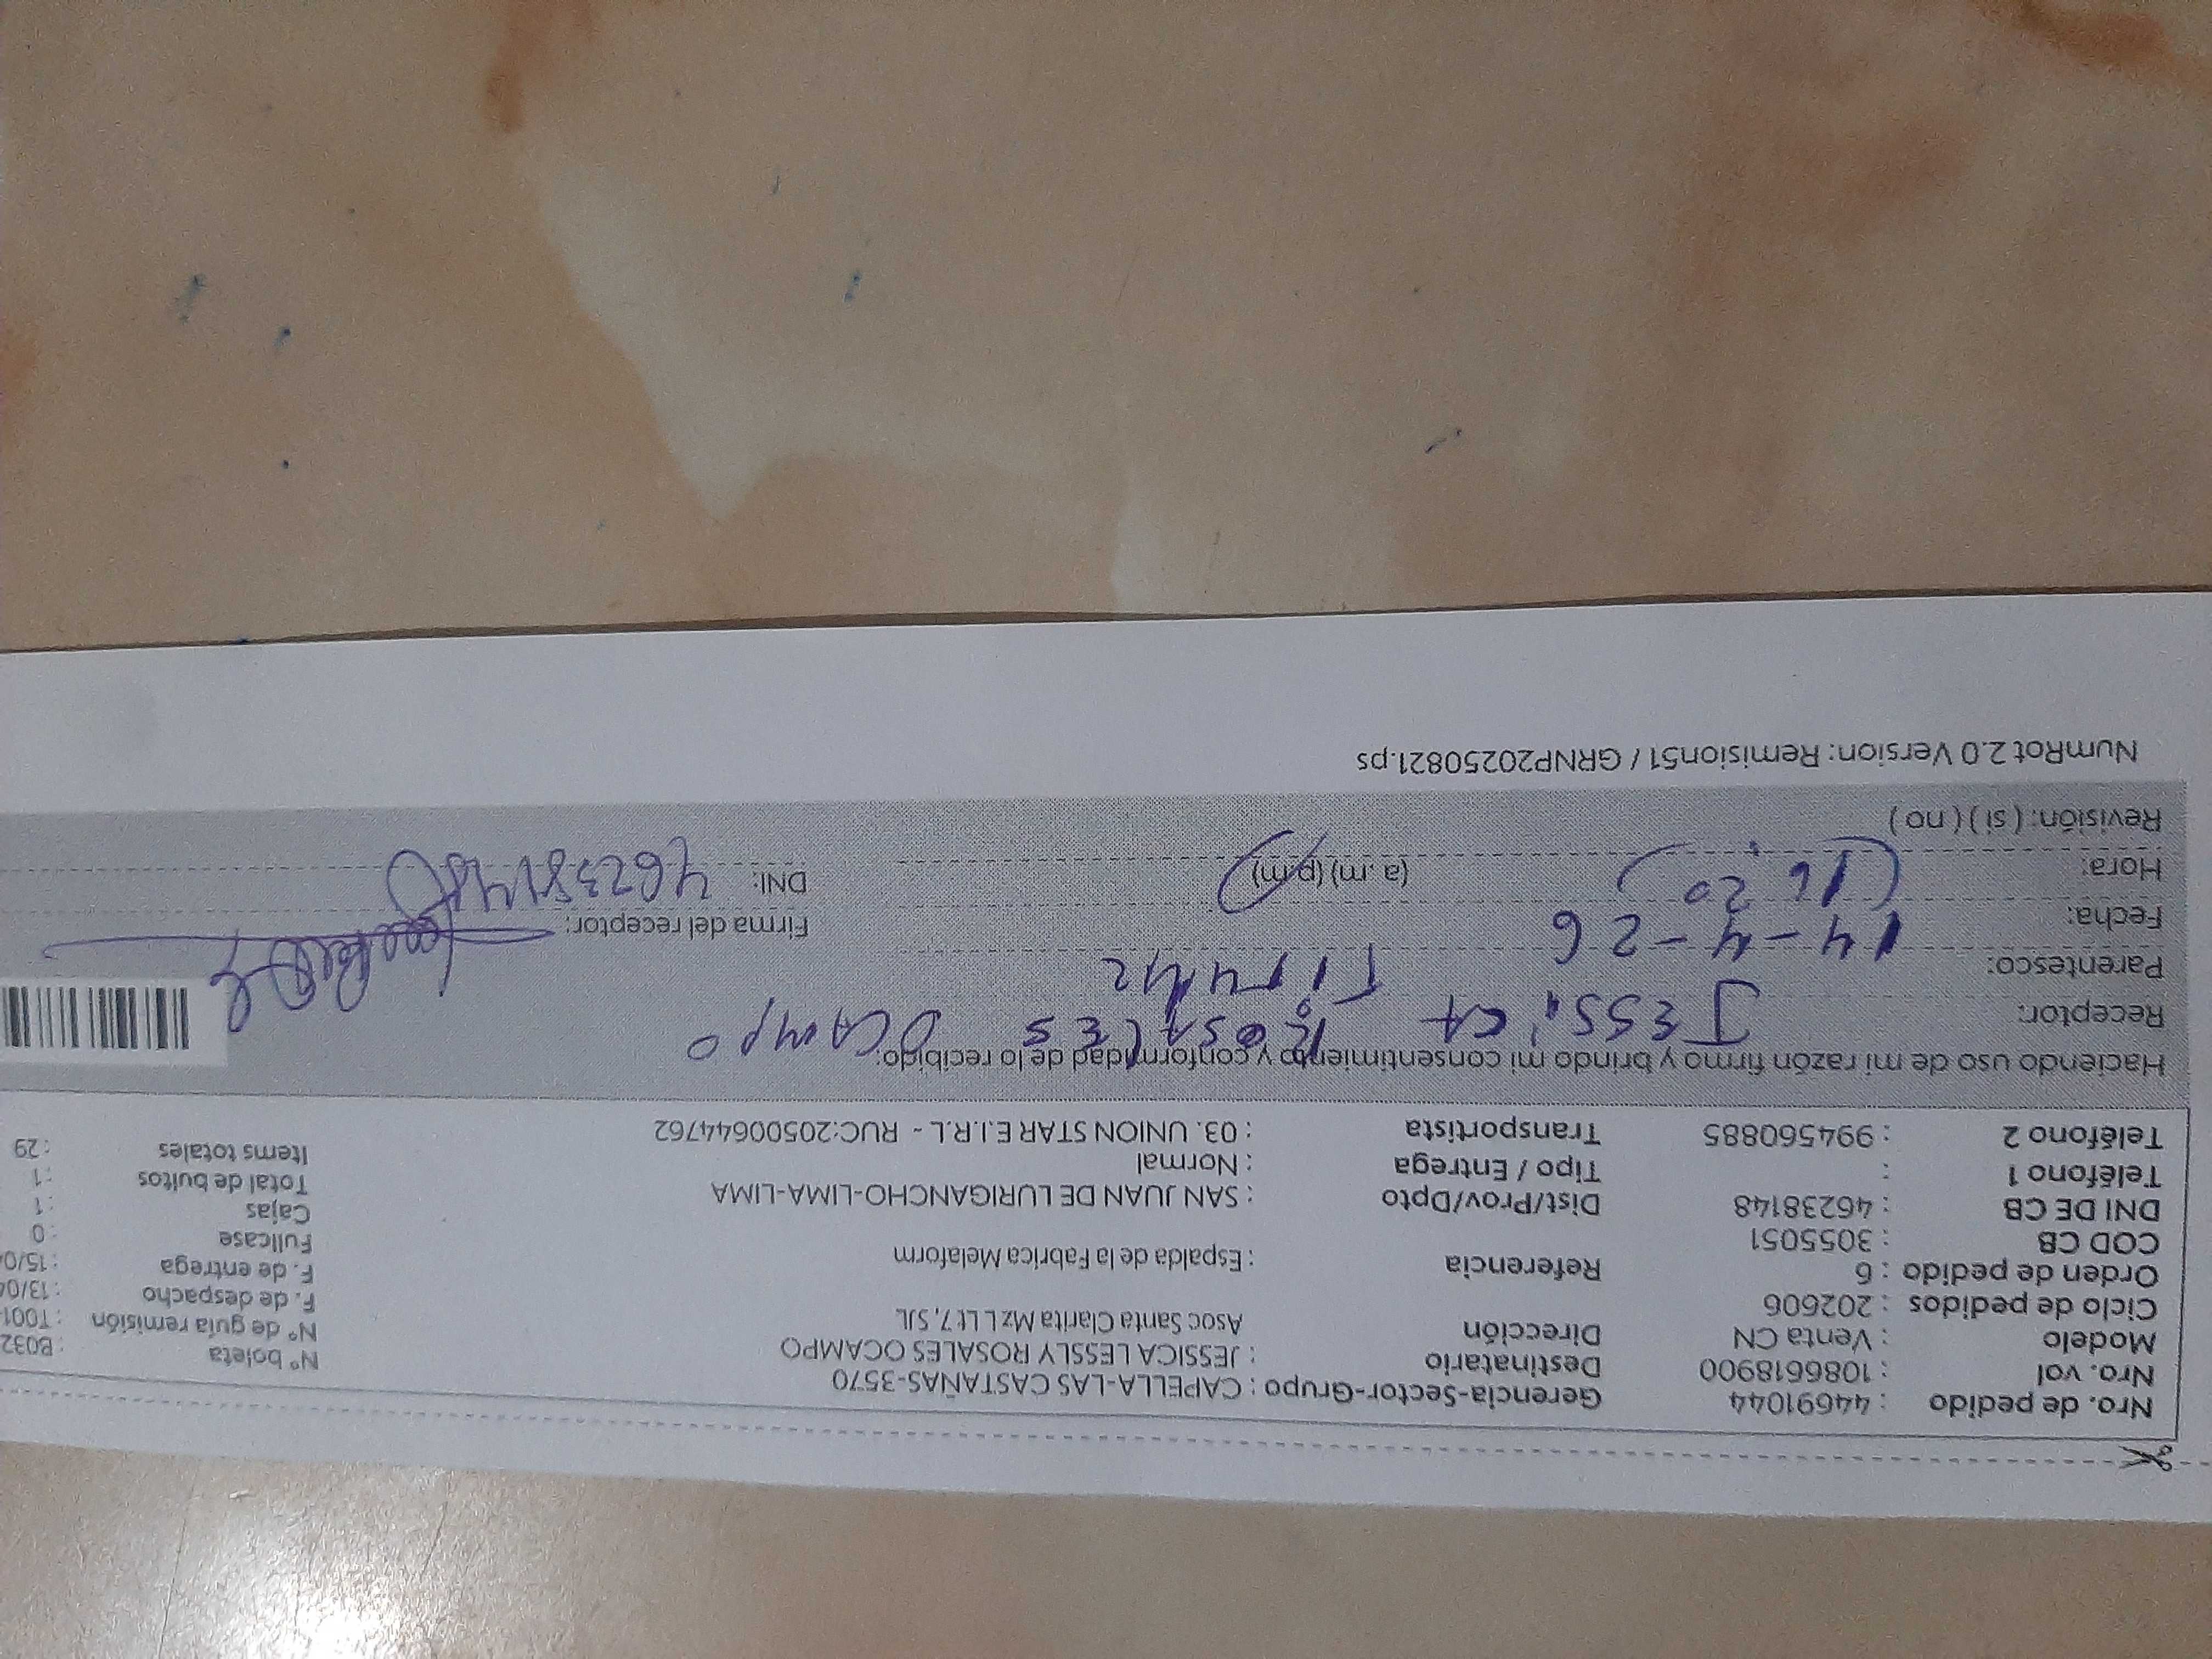 Nro. de pedido : 44691044
Nro. vol : 1086618900
Modelo : Venta CN
Ciclo de pedidos : 202606
Orden de pedido : 6
COD CB : 3055051
DNI DE CB : 46238148
Teléfono 1 :
Teléfono 2 : 994560885
Gerencia-Sector-Grupo : CAPELLA-LAS CASTAÑAS-3570
Destinatario : JESSICA LESSLY ROSALES OCAMPO
Dirección Asoc Santa Clarita Mz L Lt 7, SJL
Referencia : Espalda de la Fabrica Melaform
Dist/Prov/Dpto : SAN JUAN DE LURIGANCHO-LIMA-LIMA
Tipo / Entrega : Normal
Transportista : 03. UNION STAR E.I.R.L - RUC:20500644762
N° boleta : B032
N° de guía remisión : T001-
F. de despacho : 13/04
F. de entrega : 15/04
Fullcase : 0
Cajas : 1
Total de bultos : 1
Items totales : 29
Haciendo uso de mi razón firmo y brindo mi consentimiento y conformidad de lo recibido:
Receptor: JESSiCA ROSALES OCAMPO
Parentesco: Titular
Fecha: 14-4-26
Firma del receptor:
Hora: 16:20 (a.m) (p.m)
DNI: 46238148
Revisión: ( si ) ( no )
NumRot 2.0 Version: Remision51 / GRNP20250821.ps